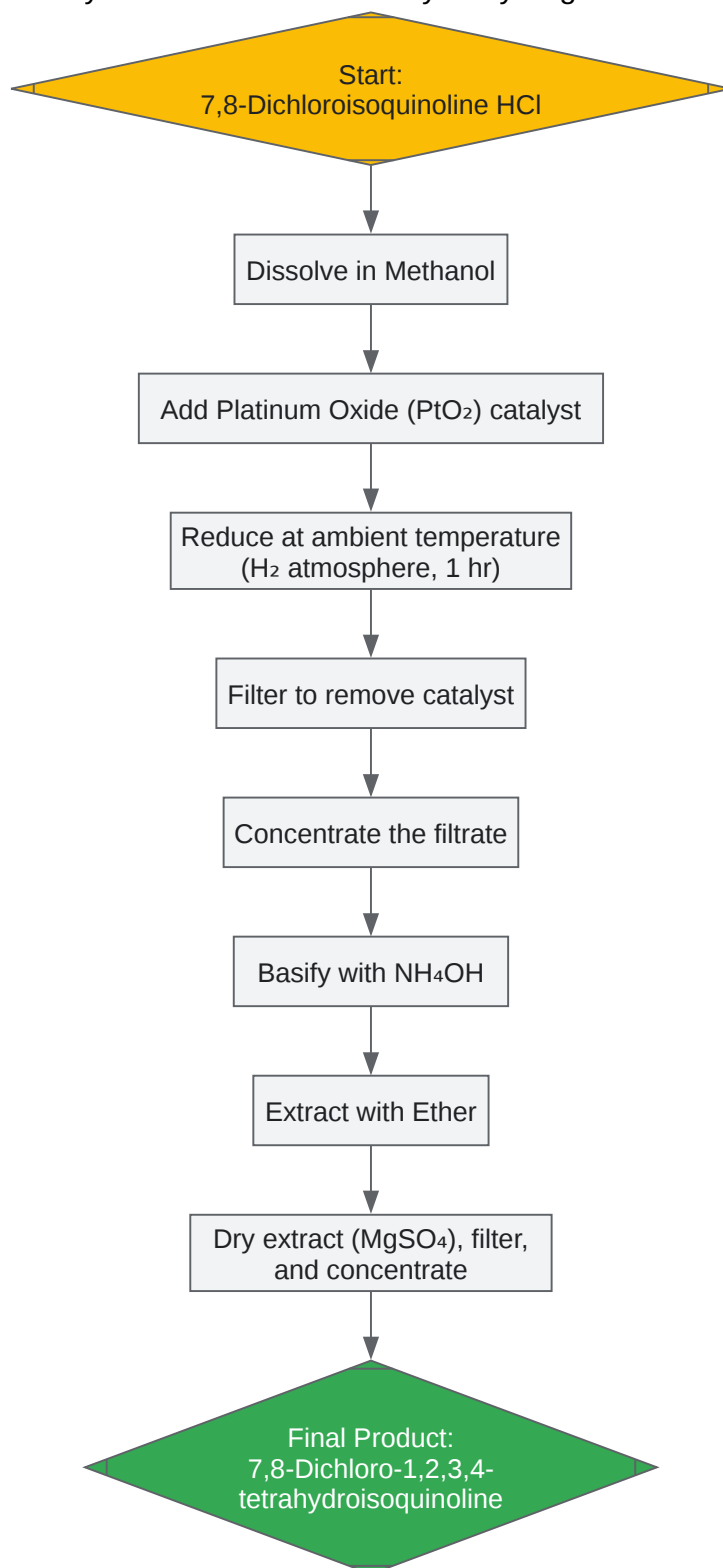 Start:
7,8-Dichloroisoquinoline HCl
Dissolve in Methanol
Add Platinum Oxide (PtO₂) catalyst
Reduce at ambient temperature
(H₂ atmosphere, 1 hr)
Filter to remove catalyst
Concentrate the filtrate
Basify with NH₄OH
Extract with Ether
Dry extract (MgSO₄), filter,
and concentrate
Final Product:
7,8-Dichloro-1,2,3,4-
tetrahydroisoquinoline